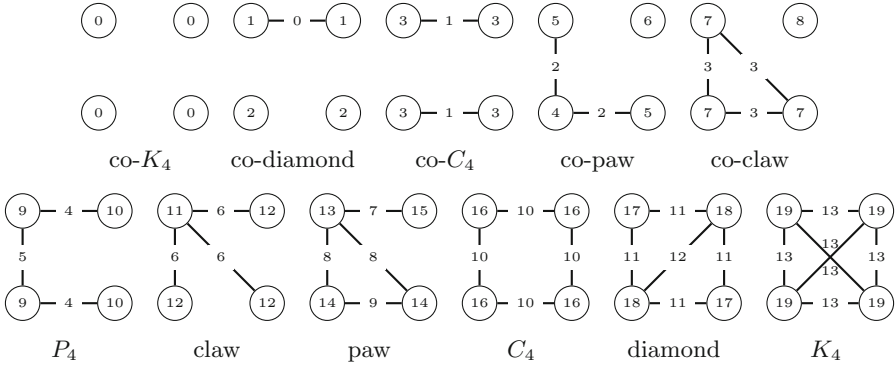 0 0 1 0 1 3 1 3 5 6 7 8
2 3 3
0 0 2 2 3 1 3 4 2 5 7 3 7
co-K₄ co-diamond co-C₄ co-paw co-claw
9 4 10 11 6 12 13 7 15 16 10 16 17 11 18 19 13 19
5 6 6 8 8 10 10 11 12 11 13 13 13 13
9 4 10 12 12 14 9 14 16 10 16 18 11 17 19 13 19
P₄ claw paw C₄ diamond K₄